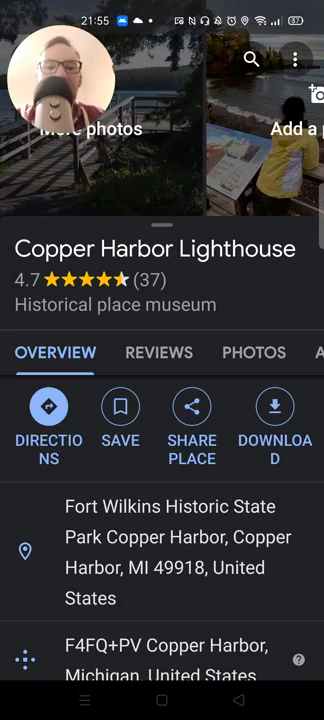 21:55
67
More photos
Add a p
Copper Harbor Lighthouse
4.7 (37)
Historical place museum
OVERVIEW REVIEWS PHOTOS A
DIRECTIO
NS
SAVE
SHARE
PLACE
DOWNLOA
D
Fort Wilkins Historic State
Park Copper Harbor, Copper
Harbor, MI 49918, United
States
F4FQ+PV Copper Harbor,
Michigan, United States